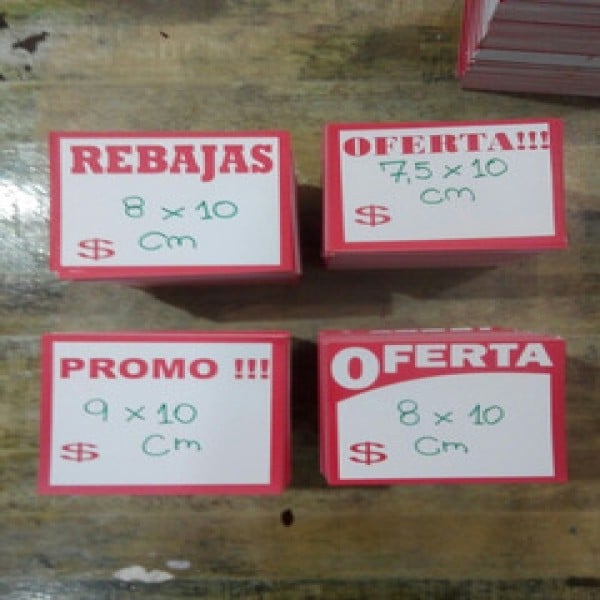 REBAJAS
8 x 10
$ cm
OFERTA!!!
7,5 x 10
cm
$
PROMO !!!
9 x 10
$ cm
OFERTA
8 x 10
$ cm